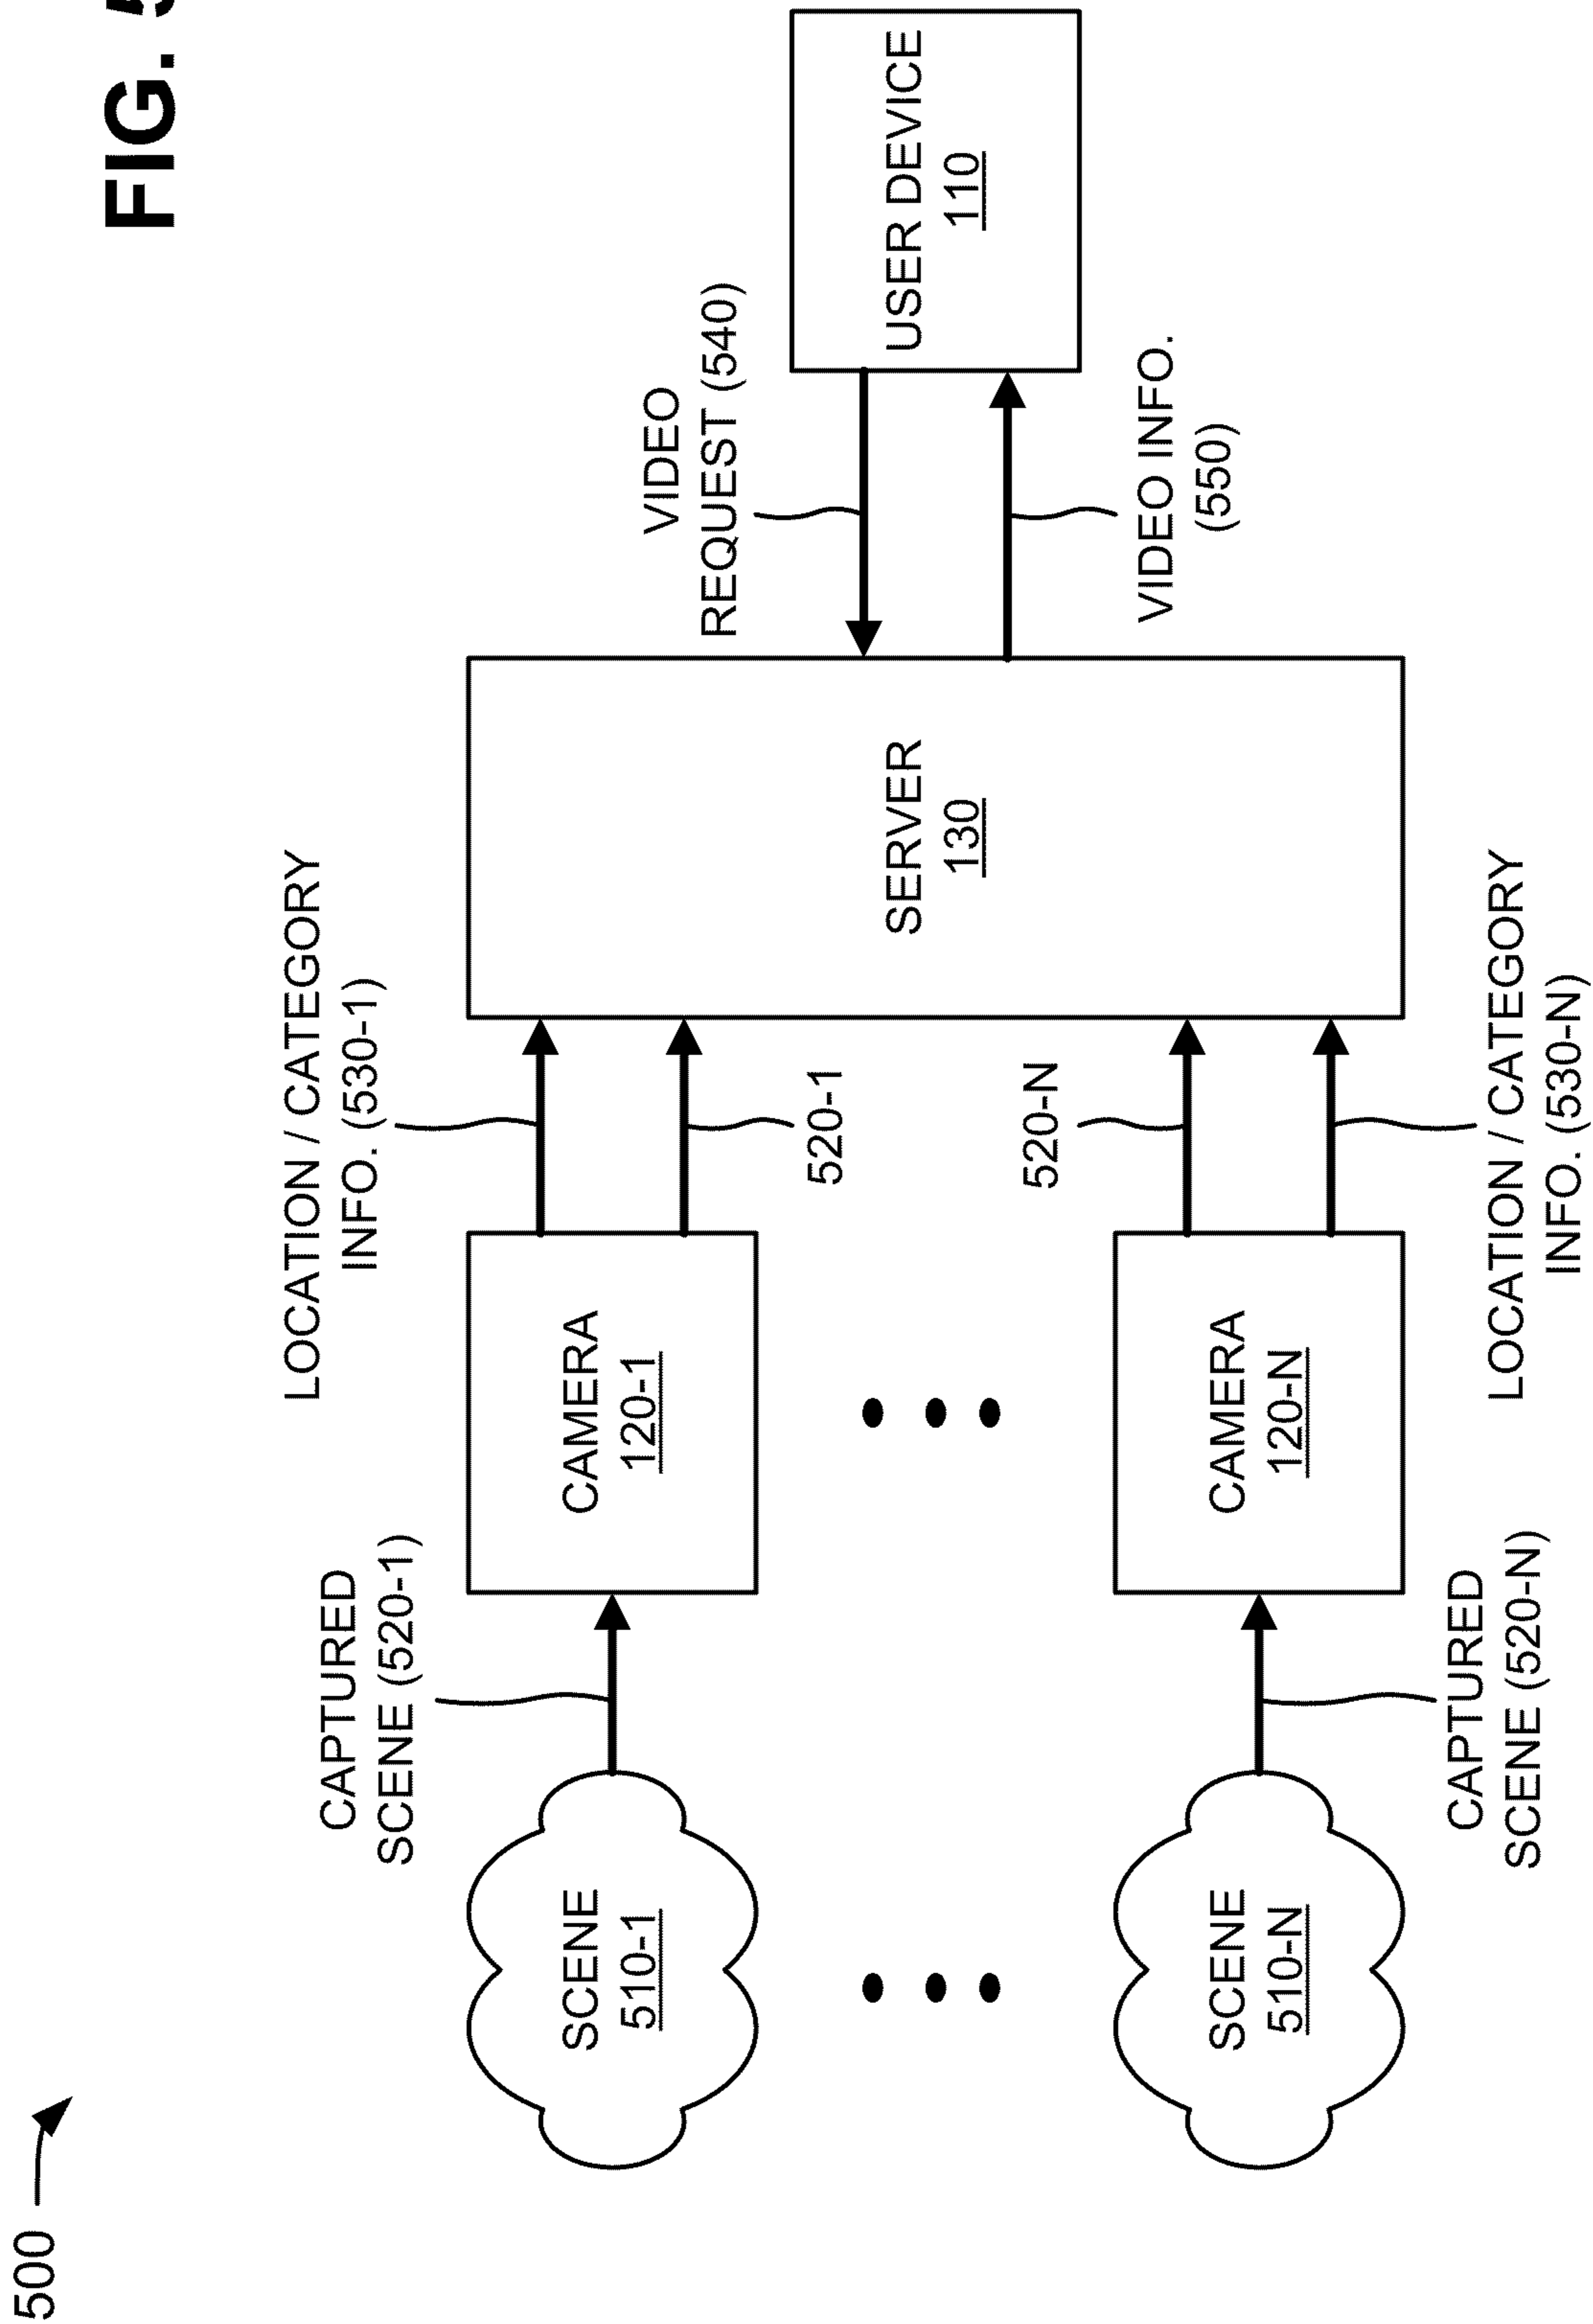 500
FIG. 5
CAPTURED
SCENE (520-1)
LOCATION / CATEGORY
INFO. (530-1)
SCENE
510-1
CAMERA
120-1
520-1
SERVER
130
VIDEO
REQUEST (540)
USER DEVICE
110
VIDEO INFO.
(550)
520-N
SCENE
510-N
CAMERA
120-N
CAPTURED
SCENE (520-N)
LOCATION / CATEGORY
INFO. (530-N)